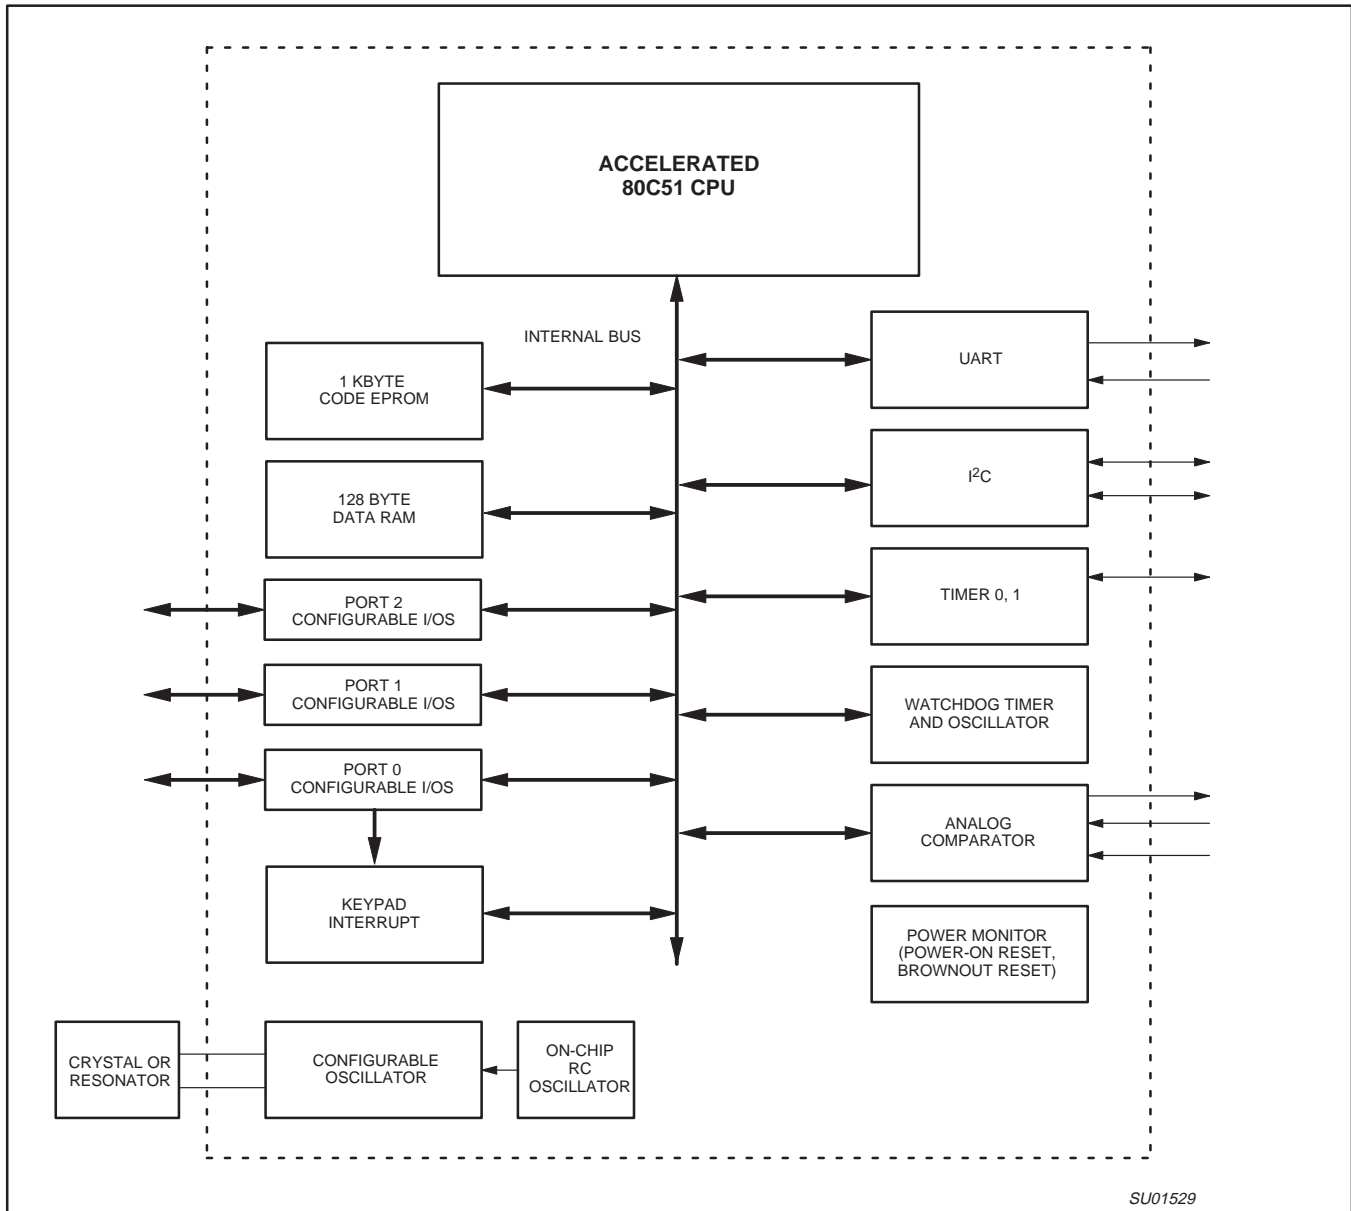 ACCELERATED
80C51 CPU
INTERNAL BUS
1 KBYTE
CODE EPROM
128 BYTE
DATA RAM
PORT 2
CONFIGURABLE I/OS
PORT 1
CONFIGURABLE I/OS
PORT 0
CONFIGURABLE I/OS
KEYPAD
INTERRUPT
CRYSTAL OR
RESONATOR
CONFIGURABLE
OSCILLATOR
ON-CHIP
RC
OSCILLATOR
UART
I²C
TIMER 0, 1
WATCHDOG TIMER
AND OSCILLATOR
ANALOG
COMPARATOR
POWER MONITOR
(POWER-ON RESET,
BROWNOUT RESET)
SU01529